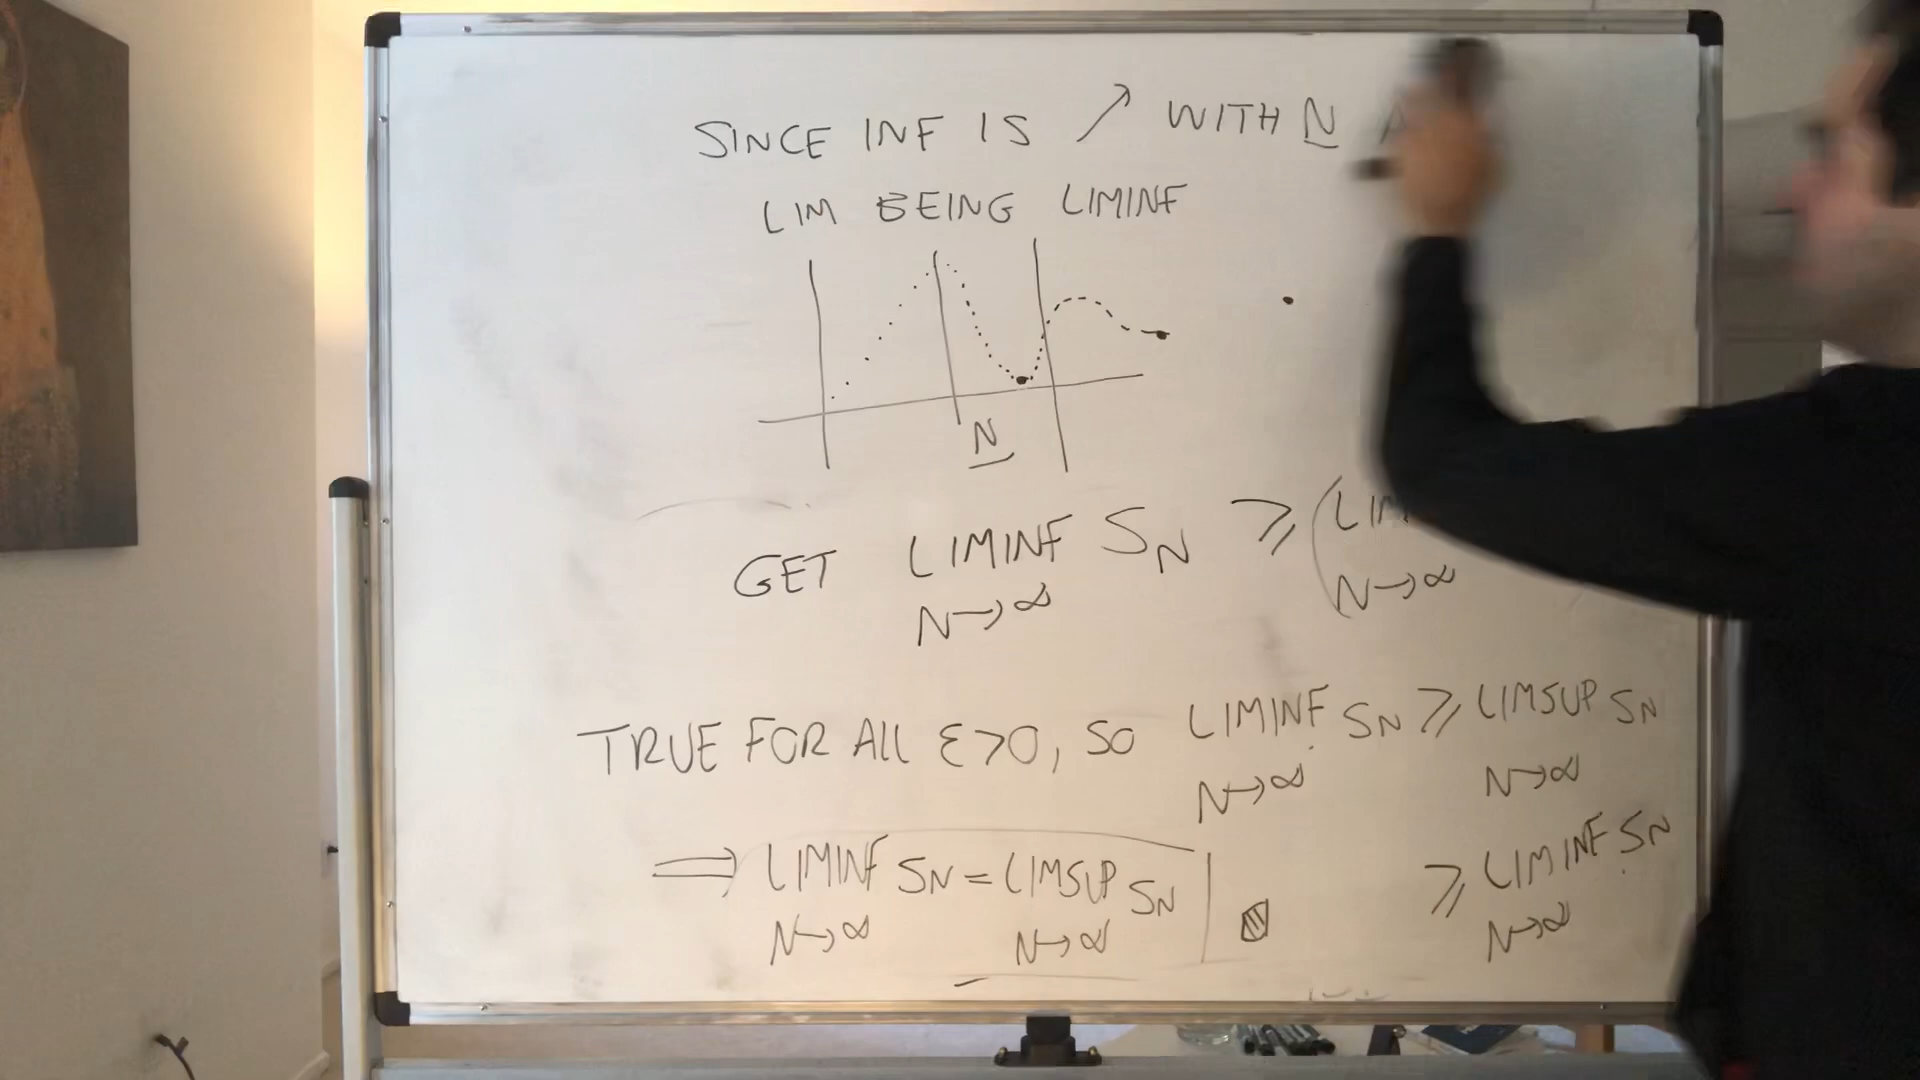 SINCE INF IS ↗ WITH N
LIM BEING LIMINF
N
GET LIMINF SN ⩾ (
N→∞ N→∞
TRUE FOR ALL ε>0, SO LIMINF SN ⩾ LIMSUP SN
N→∞ N→∞
⟹ LIMINF SN = LIMSUP SN ⩾ LIMINF SN
N→∞ N→∞ N→∞